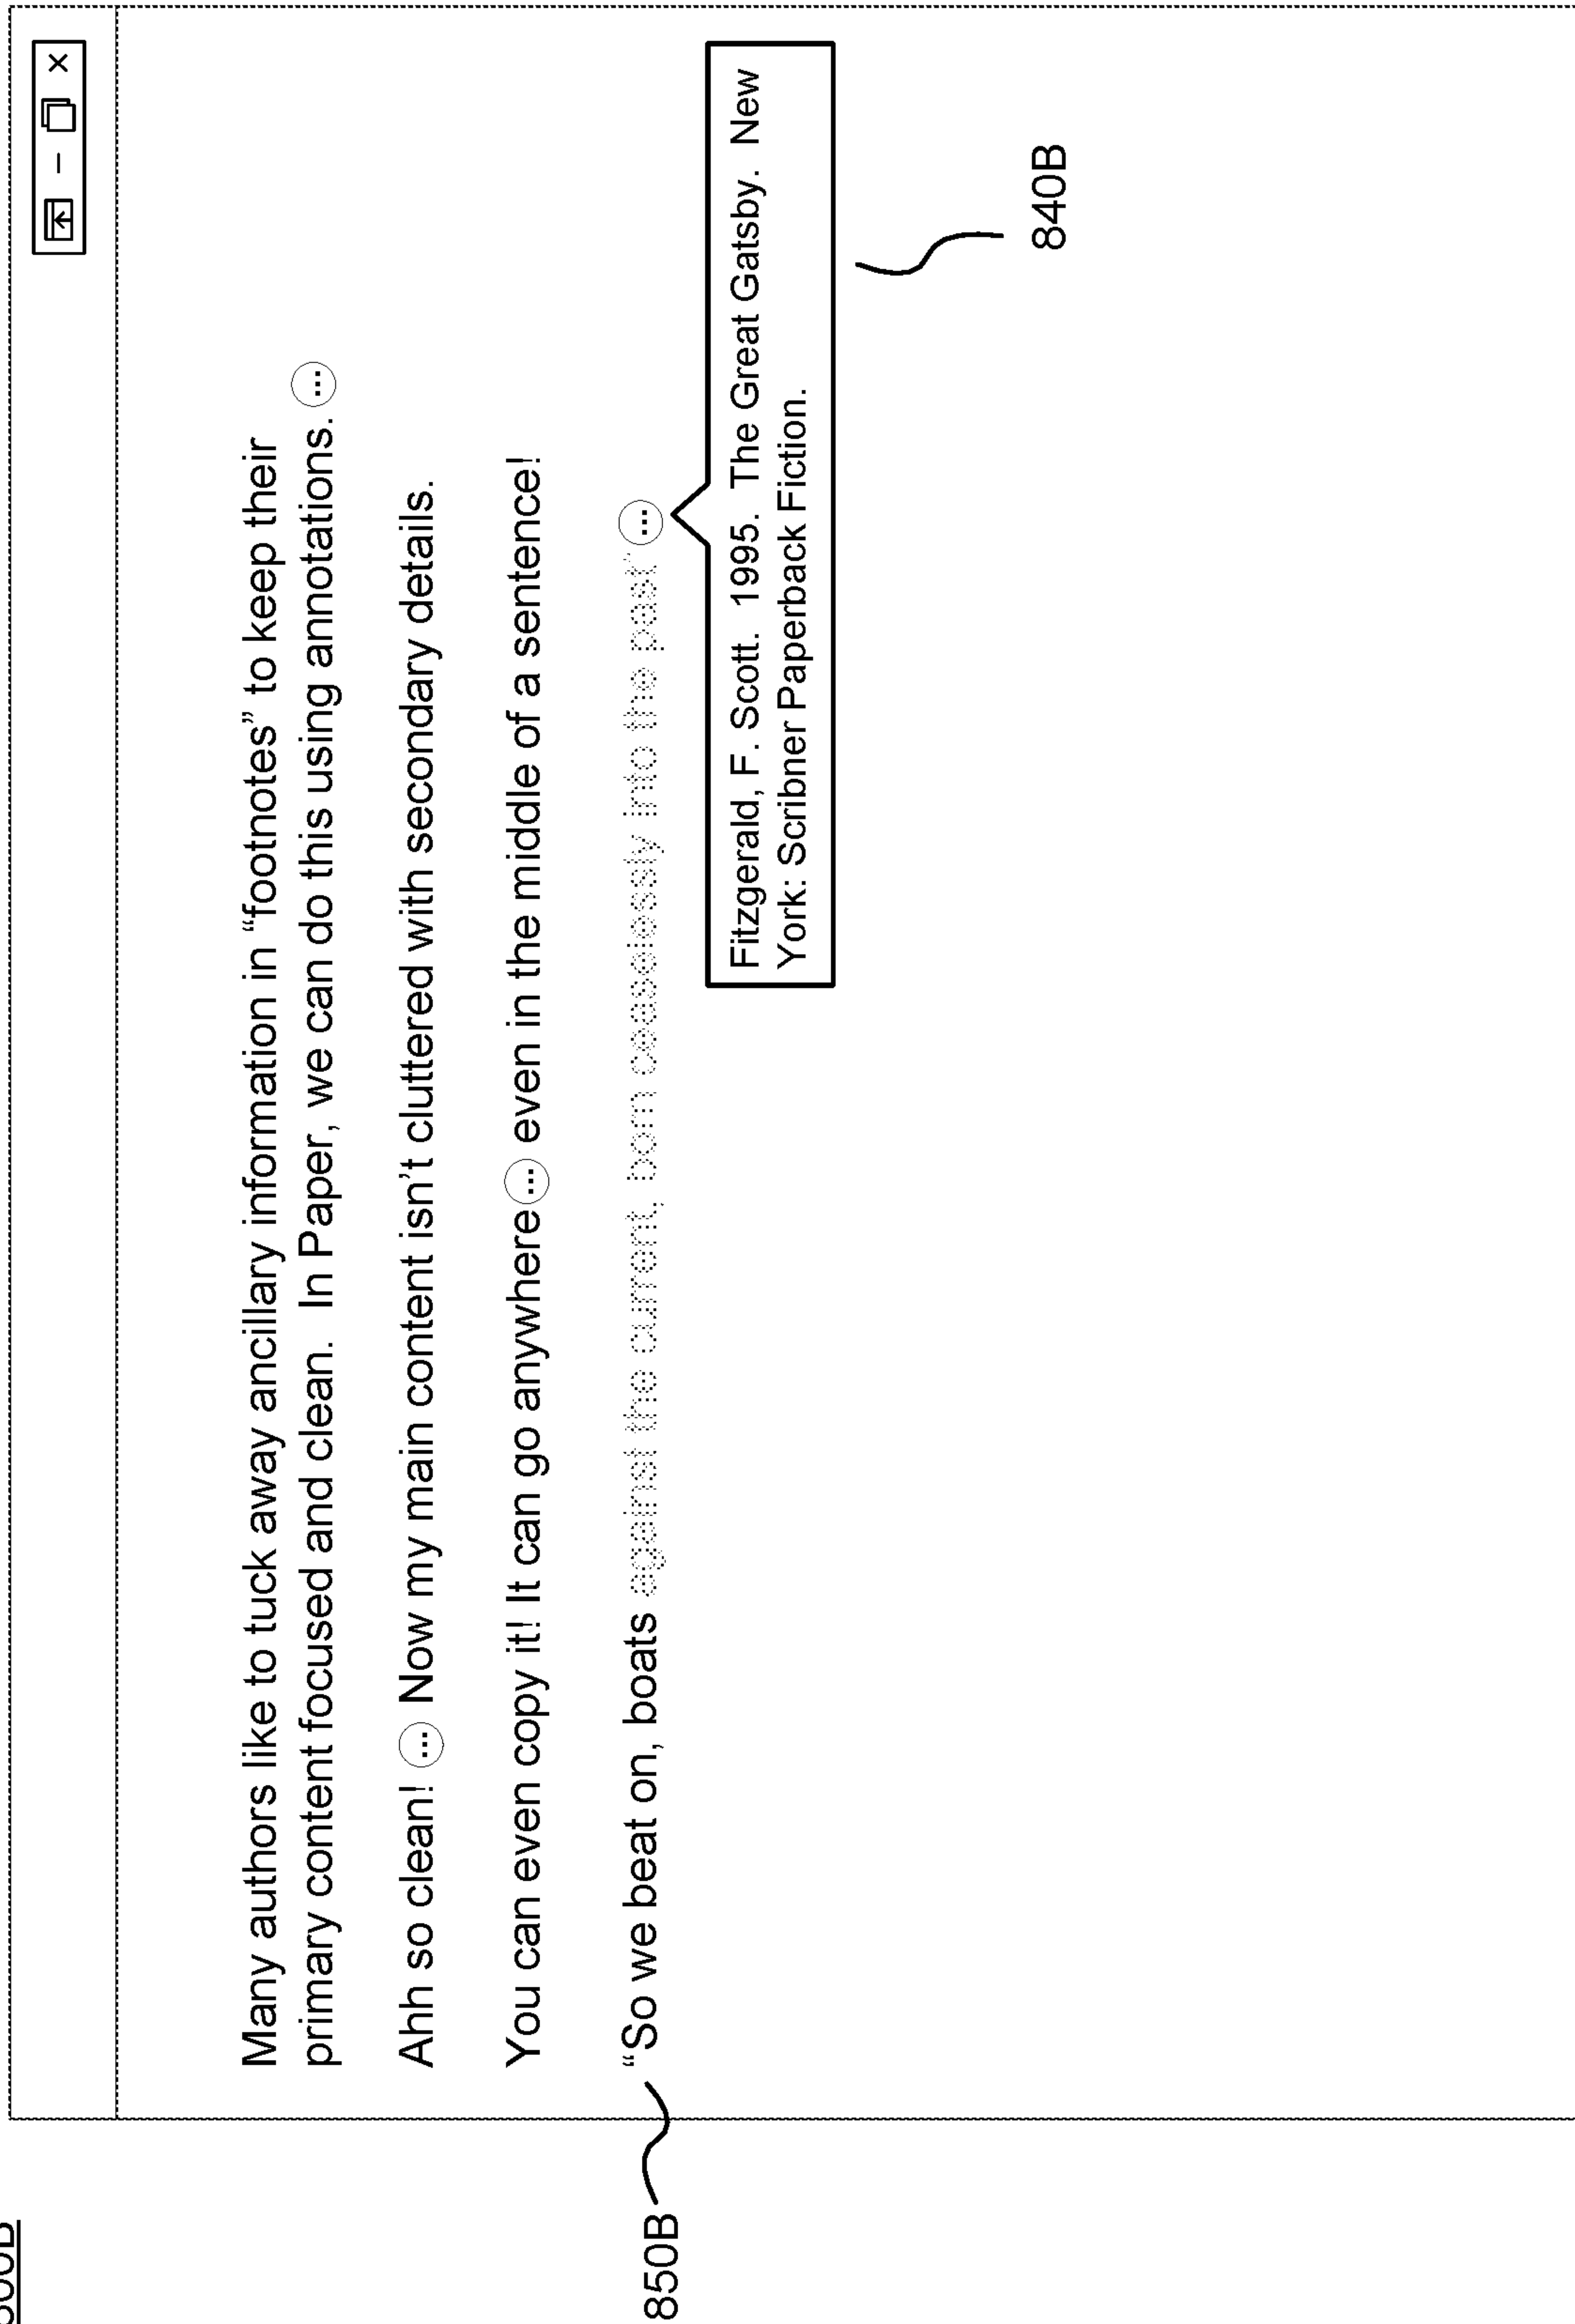 Many authors like to tuck away ancillary information in “footnotes” to keep their
primary content focused and clean. In Paper, we can do this using annotations.
Ahh so clean! Now my main content isn’t cluttered with secondary details.
You can even copy it! It can go anywhere even in the middle of a sentence!
“So we beat on, boats against the current, born ceaselessly into the past”
Fitzgerald, F. Scott. 1995. The Great Gatsby. New
York: Scribner Paperback Fiction.
840B
850B